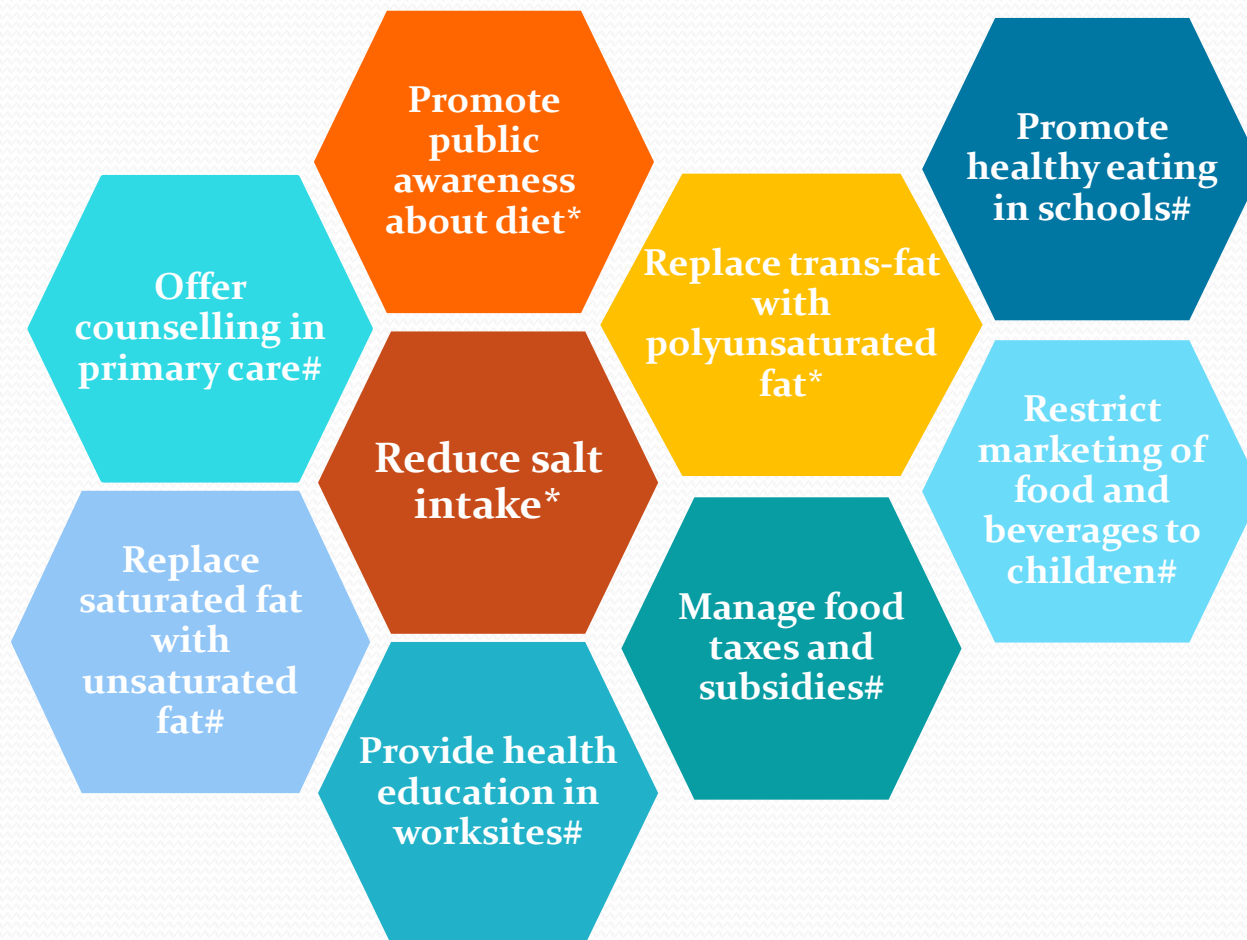 Promote
public
awareness
about diet*
Promote
healthy eating
in schools#
Offer
counselling in
primary care#
Replace trans-fat
with
polyunsaturated
fat*
Reduce salt
intake*
Restrict
marketing of
food and
beverages to
children#
Replace
saturated fat
with
unsaturated
fat#
Manage food
taxes and
subsidies#
Provide health
education in
worksites#